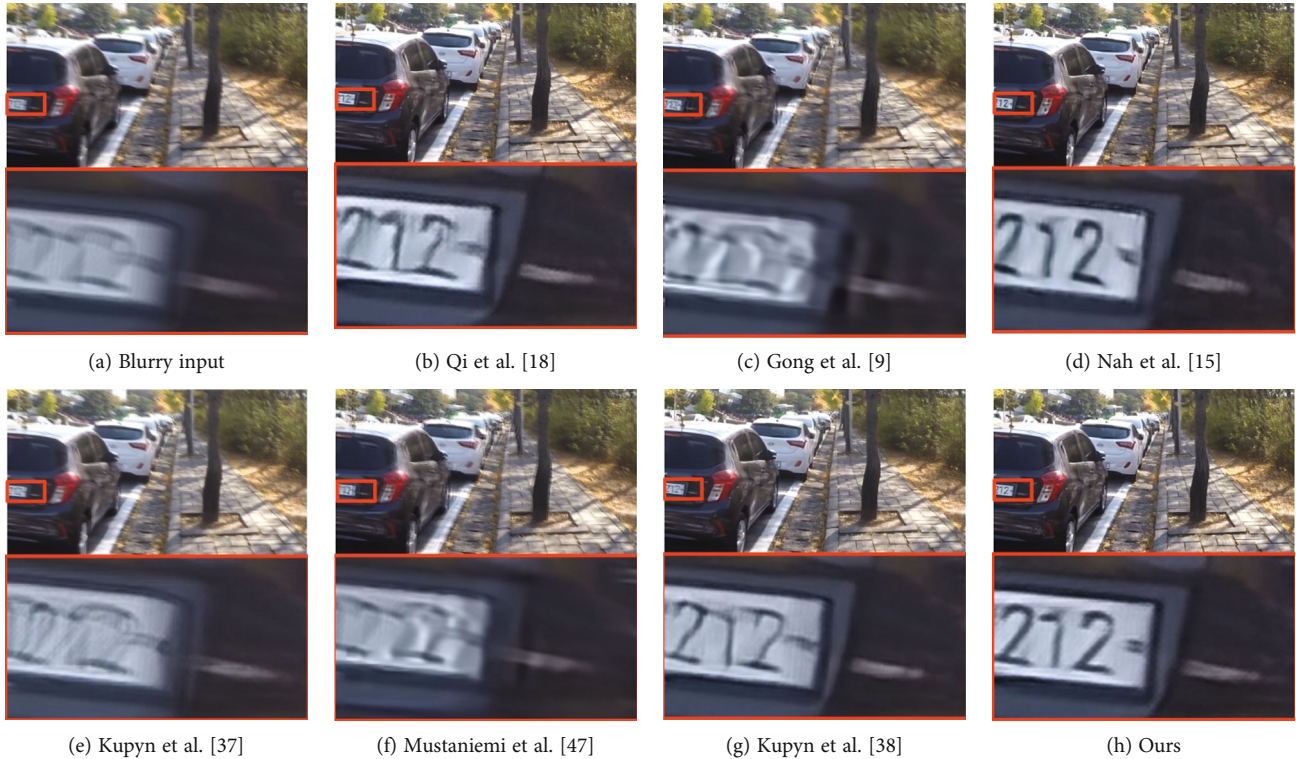 212
212
(a) Blurry input
(b) Qi et al. [18]
(c) Gong et al. [9]
(d) Nah et al. [15]
212
212
(e) Kupyn et al. [37]
(f) Mustaniemi et al. [47]
(g) Kupyn et al. [38]
(h) Ours